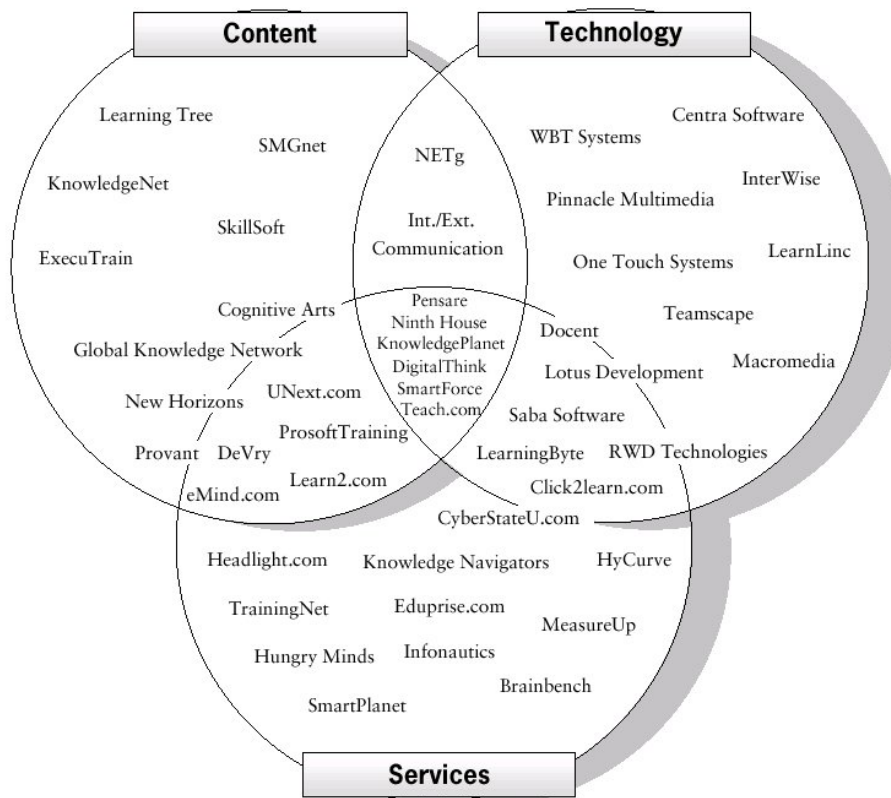 Content
Technology
Learning Tree
SMGnet
KnowledgeNet
SkillSoft
ExecuTrain
Cognitive Arts
Global Knowledge Network
New Horizons
UNext.com
ProsoftTraining
Provant
DeVry
Learn2.com
eMind.com
NETg
Int./Ext.
Communication
Pensare
Ninth House
KnowledgePlanet
DigitalThink
SmartForce
Teach.com
Centra Software
WBT Systems
InterWise
Pinnacle Multimedia
LearnLinc
One Touch Systems
Teamscape
Docent
Macromedia
Lotus Development
Saba Software
LearningByte
RWD Technologies
Click2learn.com
CyberStateU.com
Headlight.com
Knowledge Navigators
HyCurve
TrainingNet
Eduprise.com
MeasureUp
Hungry Minds
Infonautics
Brainbench
SmartPlanet
Services